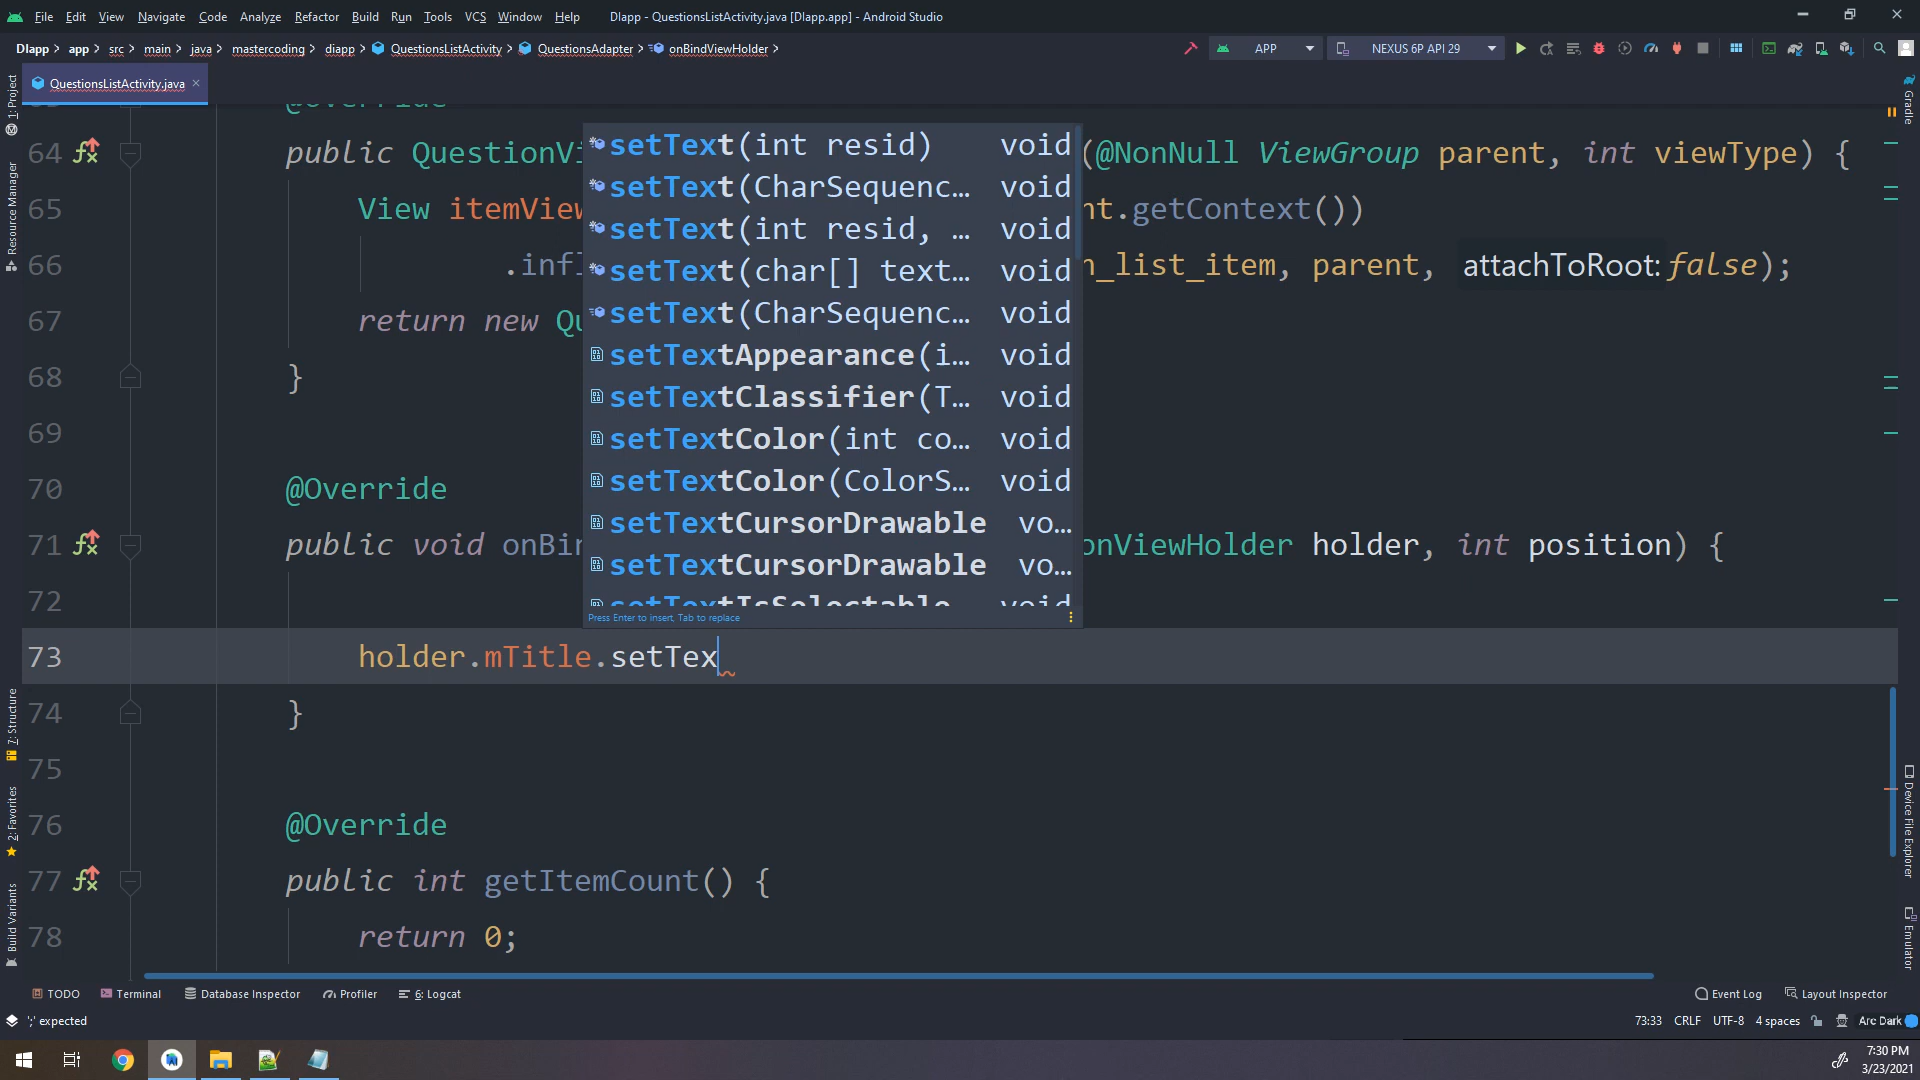 File Edit View Navigate Code Analyze Refactor Build Run Tools VCS Window Help DIapp - QuestionsListActivity.java [DIapp.app] - Android Studio
DIapp app src main java mastercoding diapp QuestionsListActivity QuestionsAdapter onBindViewHolder APP NEXUS 6P API 29
QuestionsListActivity.java
1: Project
Resource Manager
7: Structure
2: Favorites
Build Variants
Gradle
Device File Explorer
Emulator
64 public QuestionVi (@NonNull ViewGroup parent, int viewType) {
65 View itemView nt.getContext())
66 .infl n_list_item, parent, attachToRoot: false);
67 return new Qu
68 }
69
70 @Override
71 public void onBin onViewHolder holder, int position) {
72
73 holder.mTitle.setTex
74 }
75
76 @Override
77 public int getItemCount() {
78 return 0;
setText(int resid) void
setText(CharSequenc… void
setText(int resid, … void
setText(char[] text… void
setText(CharSequenc… void
setTextAppearance(i… void
setTextClassifier(T… void
setTextColor(int co… void
setTextColor(ColorS… void
setTextCursorDrawable vo…
setTextCursorDrawable vo…
setTextIsSelectable void
Press Enter to insert, Tab to replace
TODO Terminal Database Inspector Profiler 6: Logcat Event Log Layout Inspector
';' expected 73:33 CRLF UTF-8 4 spaces Arc Dark
7:30 PM
3/23/2021